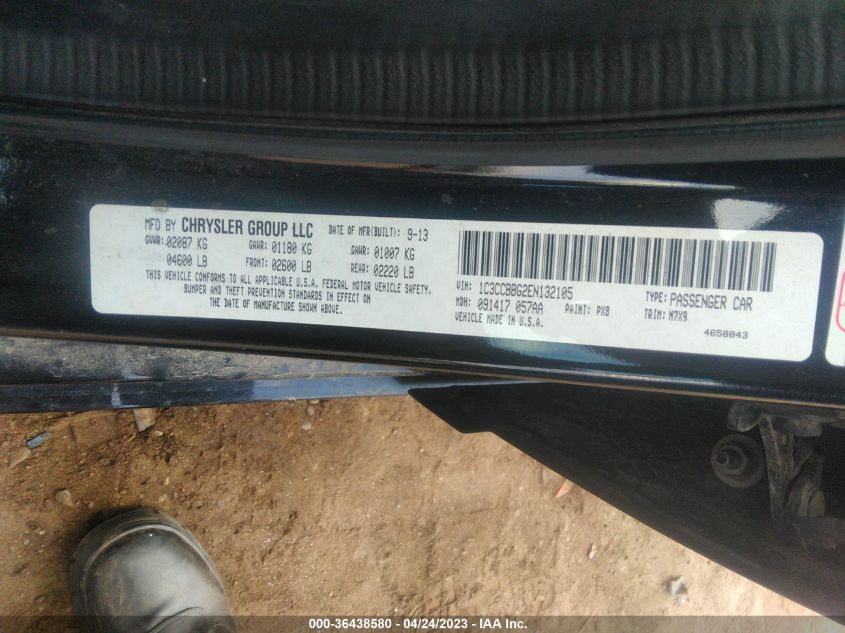 MFD BY CHRYSLER GROUP LLC DATE OF MFR(BUILT): 9-13
GVWR: 02087 KG GAWR: 01180 KG GAWR: 01007 KG
04600 LB FRONT: 02600 LB REAR: 02220 LB
THIS VEHICLE CONFORMS TO ALL APPLICABLE U.S.A. FEDERAL MOTOR VEHICLE SAFETY,
BUMPER AND THEFT PREVENTION STANDARDS IN EFFECT ON
THE DATE OF MANUFACTURE SHOWN ABOVE.
VIN: 1C3CCBBG2EN132105 TYPE: PASSENGER CAR
MDH: 091417 057AA PAINT: PX8 TRIM: M7X9
VEHICLE MADE IN U.S.A. 4658843
000-36438580 - 04/24/2023 - IAA Inc.